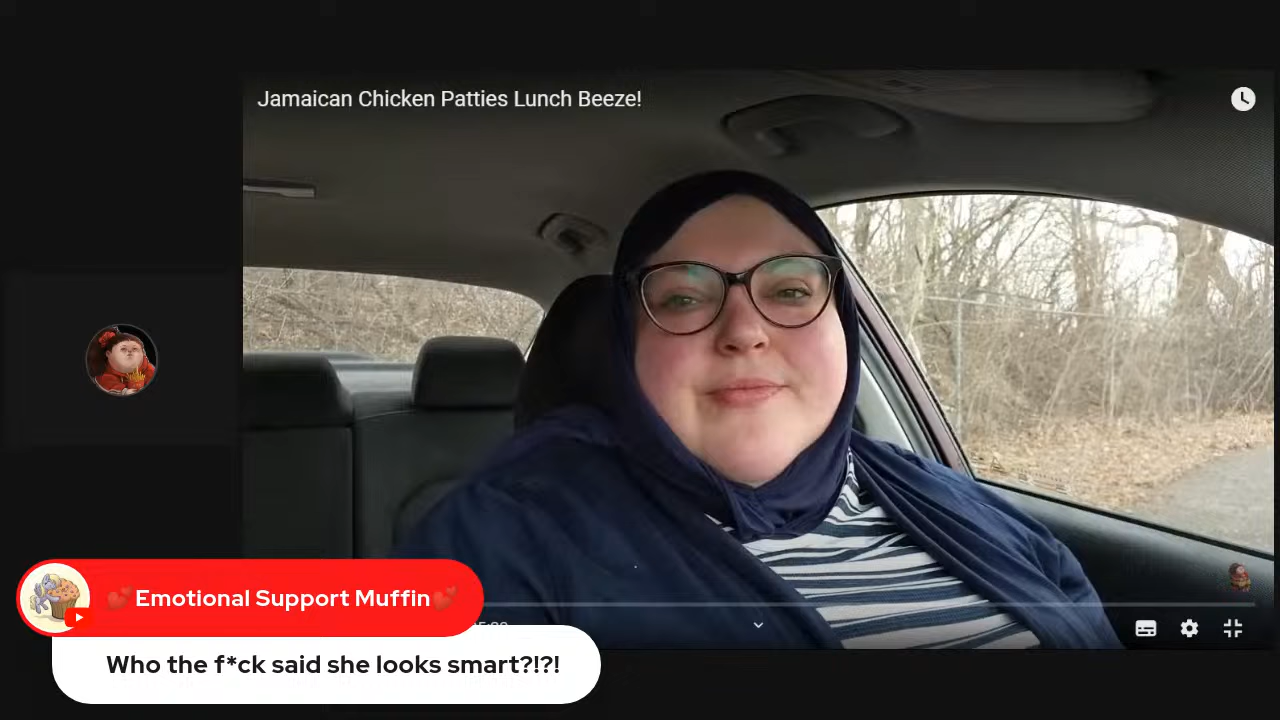 Jamaican Chicken Patties Lunch Beeze!
💕Emotional Support Muffin💕
Who the f*ck said she looks smart?!?!